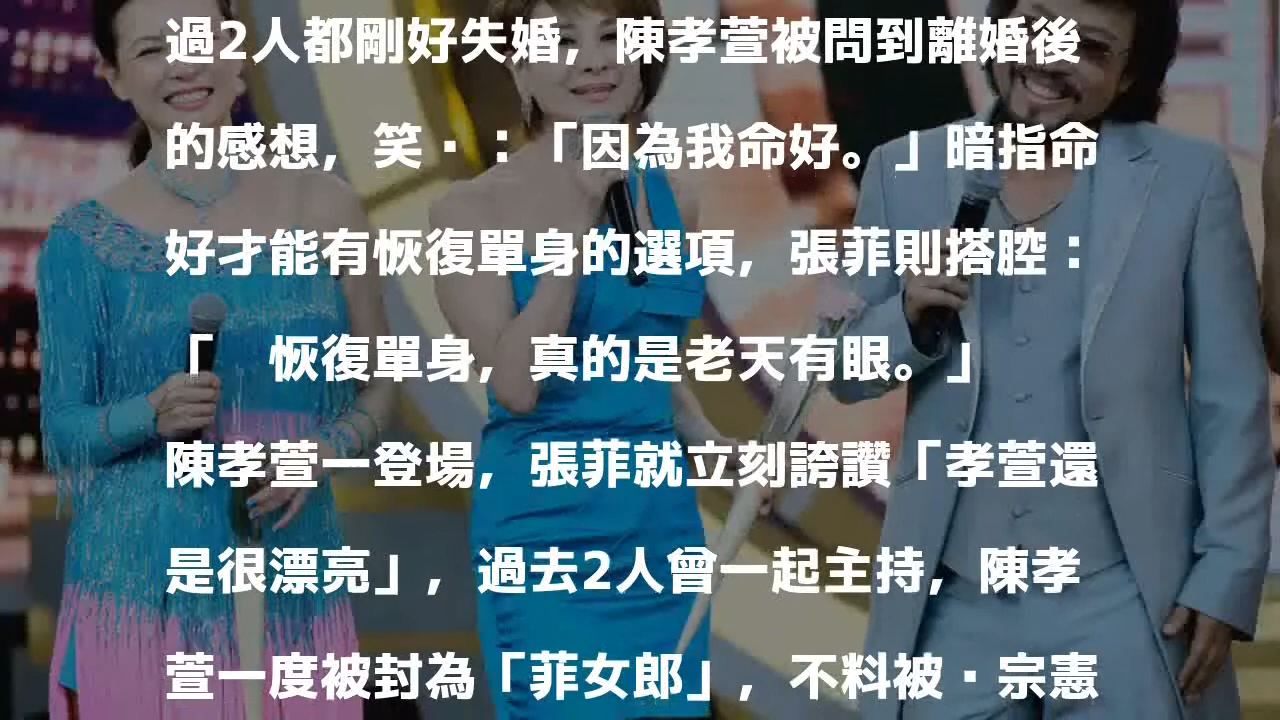 過2人都剛好失婚，陳孝萱被問到離婚後
的感想，笑▪：「因為我命好。」暗指命
好才能有恢復單身的選項，張菲則搭腔：
「　恢復單身，真的是老天有眼。」
陳孝萱一登場，張菲就立刻誇讚「孝萱還
是很漂亮」，過去2人曾一起主持，陳孝
萱一度被封為「菲女郎」，不料被▪宗憲